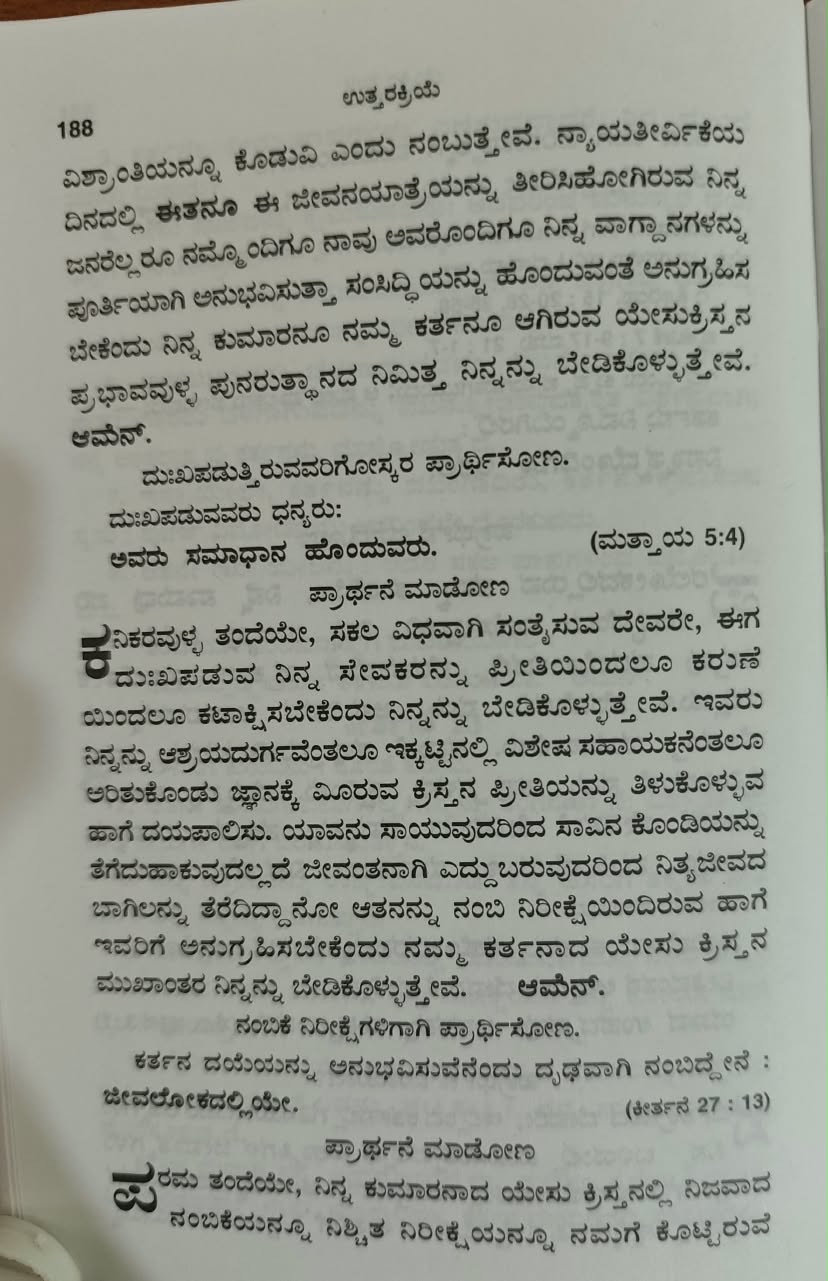 188
ಉತ್ತರಕ್ರಿಯೆ
ವಿಶ್ರಾಂತಿಯನ್ನೂ ಕೊಡುವಿ ಎಂದು ನಂಬುತ್ತೇವೆ. ನ್ಯಾಯತೀರ್ವಿಕೆಯ
ದಿನದಲ್ಲಿ ಈತನೂ ಈ ಜೀವನಯಾತ್ರೆಯನ್ನು ತೀರಿಸಿಹೋಗಿರುವ ನಿನ್ನ
ಜನರೆಲ್ಲರೂ ನಮ್ಮೊಂದಿಗೂ ನಾವು ಅವರೊಂದಿಗೂ ನಿನ್ನ ವಾಗ್ದಾನಗಳನ್ನು
ಪೂರ್ತಿಯಾಗಿ ಅನುಭವಿಸುತ್ತಾ ಸಂಸಿದ್ಧಿಯನ್ನು ಹೊಂದುವಂತೆ ಅನುಗ್ರಹಿಸ
ಬೇಕೆಂದು ನಿನ್ನ ಕುಮಾರನೂ ನಮ್ಮ ಕರ್ತನೂ ಆಗಿರುವ ಯೇಸುಕ್ರಿಸ್ತನ
ಪ್ರಭಾವವುಳ್ಳ ಪುನರುತ್ಥಾನದ ನಿಮಿತ್ತ ನಿನ್ನನ್ನು ಬೇಡಿಕೊಳ್ಳುತ್ತೇವೆ.
ಆಮೆನ್.
ದುಃಖಪಡುತ್ತಿರುವವರಿಗೋಸ್ಕರ ಪ್ರಾರ್ಥಿಸೋಣ.
ದುಃಖಪಡುವವರು ಧನ್ಯರು:
ಅವರು ಸಮಾಧಾನ ಹೊಂದುವರು. (ಮತ್ತಾಯ 5:4)
ಪ್ರಾರ್ಥನೆ ಮಾಡೋಣ
ಕನಿಕರವುಳ್ಳ ತಂದೆಯೇ, ಸಕಲ ವಿಧವಾಗಿ ಸಂತೈಸುವ ದೇವರೇ, ಈಗ
ದುಃಖಪಡುವ ನಿನ್ನ ಸೇವಕರನ್ನು ಪ್ರೀತಿಯಿಂದಲೂ ಕರುಣೆ
ಯಿಂದಲೂ ಕಟಾಕ್ಷಿಸಬೇಕೆಂದು ನಿನ್ನನ್ನು ಬೇಡಿಕೊಳ್ಳುತ್ತೇವೆ. ಇವರು
ನಿನ್ನನ್ನು ಆಶ್ರಯದುರ್ಗವೆಂತಲೂ ಇಕ್ಕಟ್ಟಿನಲ್ಲಿ ವಿಶೇಷ ಸಹಾಯಕನೆಂತಲೂ
ಅರಿತುಕೊಂಡು ಜ್ಞಾನಕ್ಕೆ ಮೀರುವ ಕ್ರಿಸ್ತನ ಪ್ರೀತಿಯನ್ನು ತಿಳುಕೊಳ್ಳುವ
ಹಾಗೆ ದಯಪಾಲಿಸು. ಯಾವನು ಸಾಯುವುದರಿಂದ ಸಾವಿನ ಕೊಂಡಿಯನ್ನು
ತೆಗೆದುಹಾಕುವುದಲ್ಲದೆ ಜೀವಂತನಾಗಿ ಎದ್ದುಬರುವುದರಿಂದ ನಿತ್ಯಜೀವದ
ಬಾಗಿಲನ್ನು ತೆರೆದಿದ್ದಾನೋ ಆತನನ್ನು ನಂಬಿ ನಿರೀಕ್ಷೆಯಿಂದಿರುವ ಹಾಗೆ
ಇವರಿಗೆ ಅನುಗ್ರಹಿಸಬೇಕೆಂದು ನಮ್ಮ ಕರ್ತನಾದ ಯೇಸು ಕ್ರಿಸ್ತನ
ಮುಖಾಂತರ ನಿನ್ನನ್ನು ಬೇಡಿಕೊಳ್ಳುತ್ತೇವೆ. ಆಮೆನ್.
ನಂಬಿಕೆ ನಿರೀಕ್ಷೆಗಳಿಗಾಗಿ ಪ್ರಾರ್ಥಿಸೋಣ.
ಕರ್ತನ ದಯೆಯನ್ನು ಅನುಭವಿಸುವೆನೆಂದು ದೃಢವಾಗಿ ನಂಬಿದ್ದೇನೆ :
ಜೀವಲೋಕದಲ್ಲಿಯೇ. (ಕೀರ್ತನೆ 27 : 13)
ಪ್ರಾರ್ಥನೆ ಮಾಡೋಣ
ಪರಮ ತಂದೆಯೇ, ನಿನ್ನ ಕುಮಾರನಾದ ಯೇಸು ಕ್ರಿಸ್ತನಲ್ಲಿ ನಿಜವಾದ
ನಂಬಿಕೆಯನ್ನೂ ನಿಶ್ಚಿತ ನಿರೀಕ್ಷೆಯನ್ನೂ ನಮಗೆ ಕೊಟ್ಟಿರುವೆ